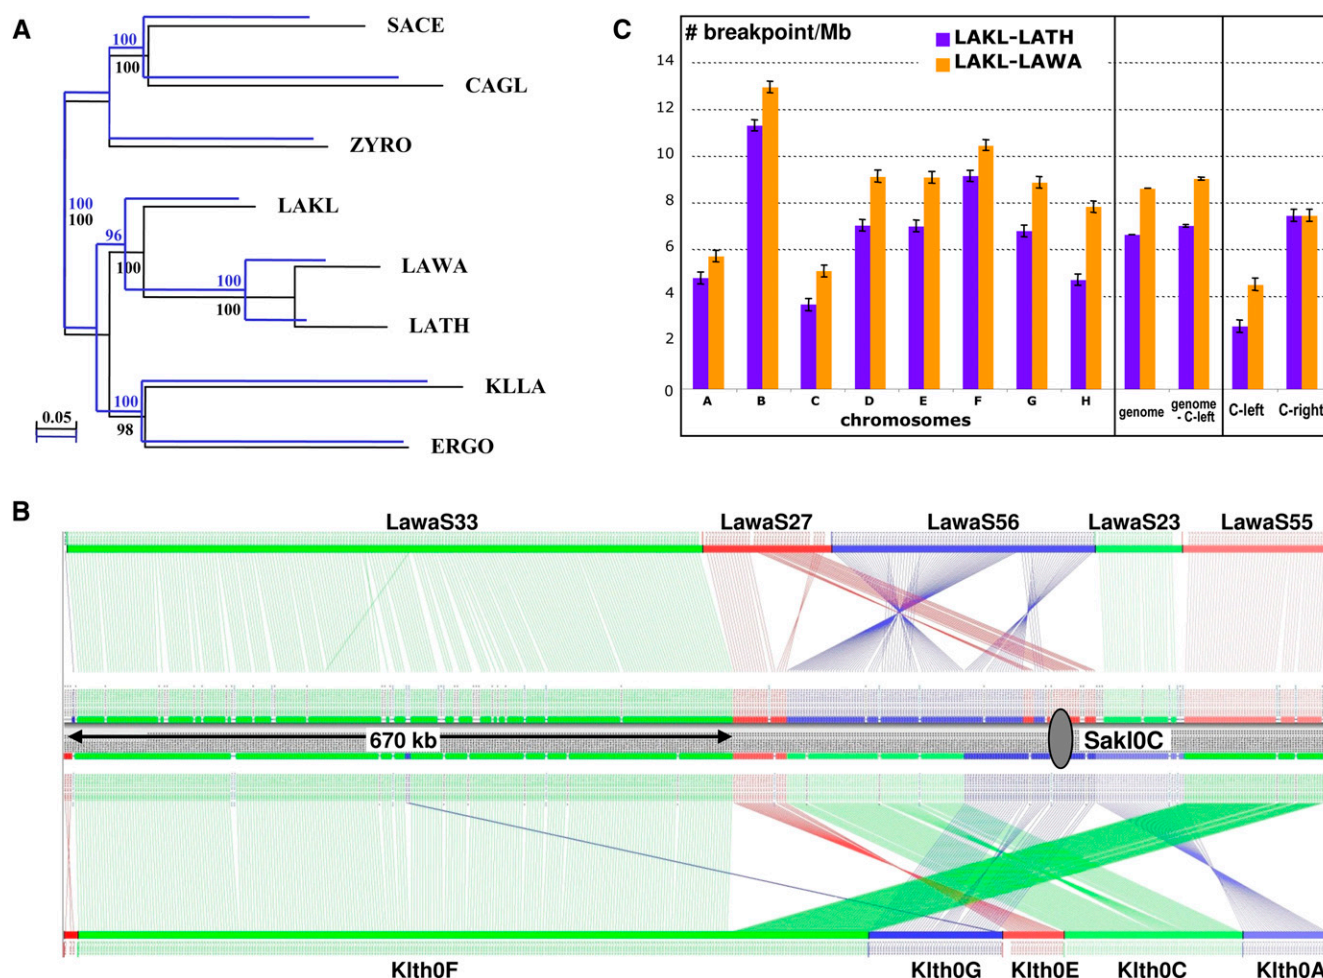 A
SACE
100
100
CAGL
ZYRO
100
100
LAKL
96
100
LAWA
100
100
LATH
KLLA
100
98
ERGO
0.05
C
# breakpoint/Mb
LAKL-LATH
LAKL-LAWA
14
12
10
8
6
4
2
0
A B C D E F G H
chromosomes
genome
genome
- C-left
C-left
C-right
B
LawaS33 LawaS27 LawaS56 LawaS23 LawaS55
670 kb
Sakl0C
Klth0F Klth0G Klth0E Klth0C Klth0A